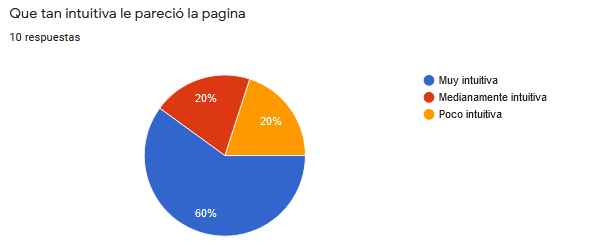 Que tan intuitiva le pareció la pagina
10 respuestas
20%
20%
60%
Muy intuitiva
Medianamente intuitiva
Poco intuitiva